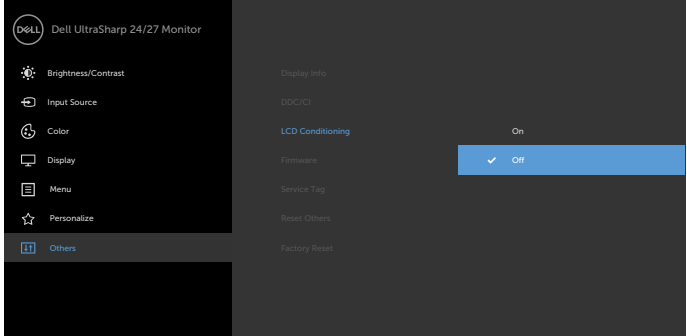 DELL Dell UltraSharp 24/27 Monitor
Brightness/Contrast
Input Source
Color
Display
Menu
Personalize
Others
Display Info
DDC/CI
LCD Conditioning
Firmware
Service Tag
Reset Others
Factory Reset
On
Off